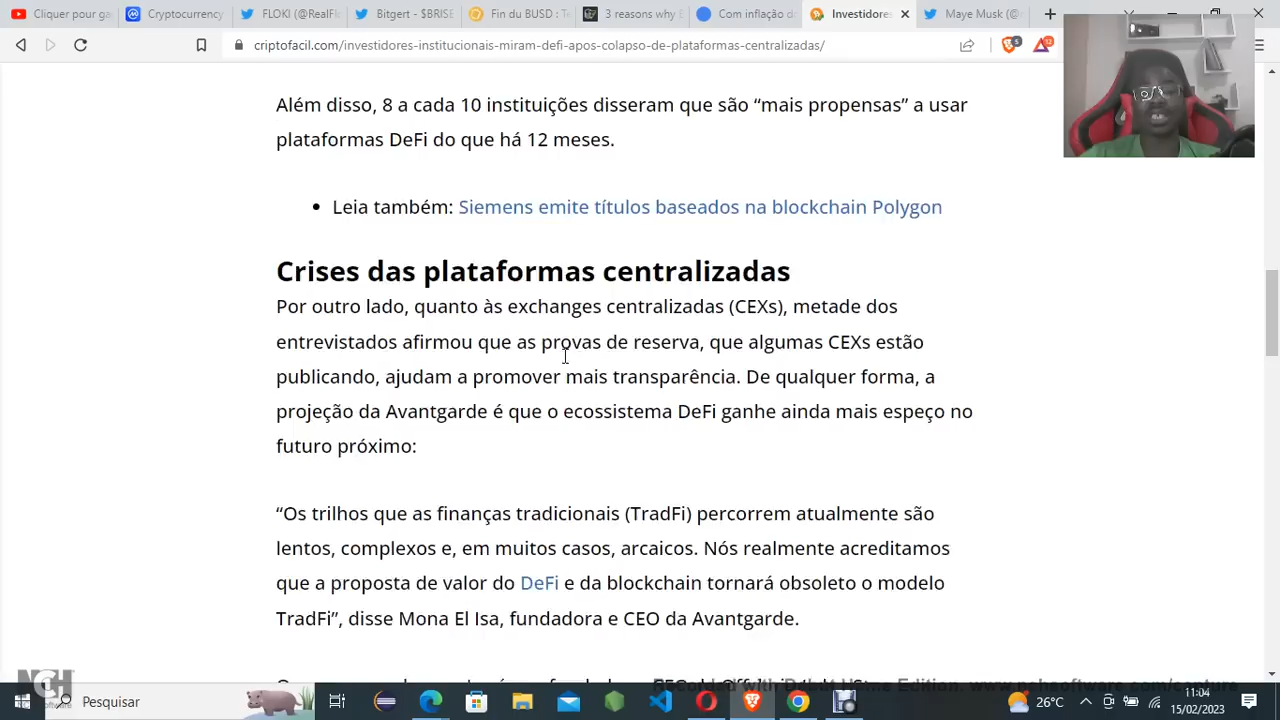 Cliquer pour ga
Cryptocurrency
FLOKI (@RealFl
Bitgert - $BRISE
Fin du BUSD : T
3 reasons why
Com inflação d
Investidores
Maye Musk (@
criptofacil.com/investidores-institucionais-miram-defi-apos-colapso-de-plataformas-centralizadas/
Além disso, 8 a cada 10 instituições disseram que são “mais propensas” a usar
plataformas DeFi do que há 12 meses.
• Leia também: Siemens emite títulos baseados na blockchain Polygon
Crises das plataformas centralizadas
Por outro lado, quanto às exchanges centralizadas (CEXs), metade dos
entrevistados afirmou que as provas de reserva, que algumas CEXs estão
publicando, ajudam a promover mais transparência. De qualquer forma, a
projeção da Avantgarde é que o ecossistema DeFi ganhe ainda mais espeço no
futuro próximo:
“Os trilhos que as finanças tradicionais (TradFi) percorrem atualmente são
lentos, complexos e, em muitos casos, arcaicos. Nós realmente acreditamos
que a proposta de valor do DeFi e da blockchain tornará obsoleto o modelo
TradFi”, disse Mona El Isa, fundadora e CEO da Avantgarde.
NCH
Pesquisar
26°C
11:04
15/02/2023